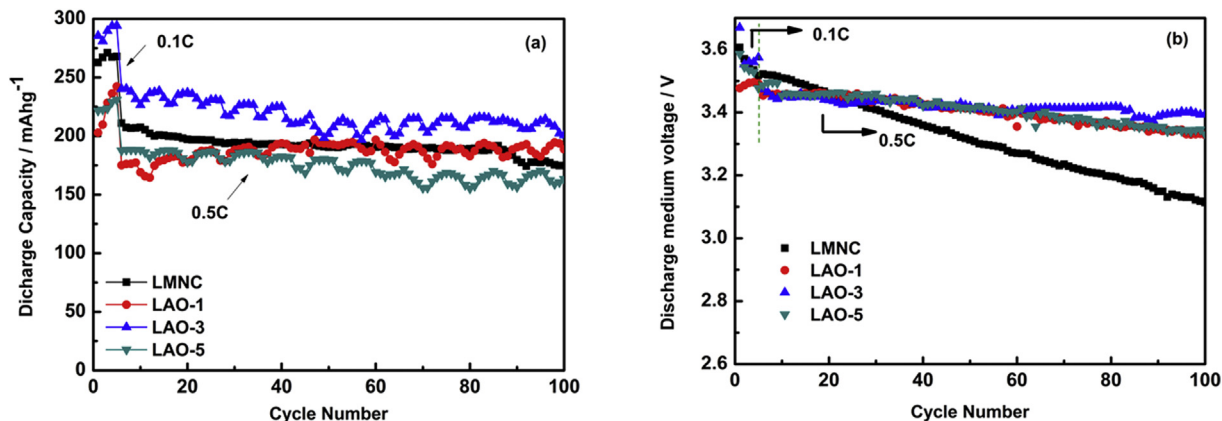 (a)
0.1C
0.5C
LMNC
LAO-1
LAO-3
LAO-5
Dicharge Capacity / mAhg-1
300
250
200
150
100
50
0
0 20 40 60 80 100
Cycle Number
(b)
0.1C
0.5C
LMNC
LAO-1
LAO-3
LAO-5
Discharge medium voltage / V
3.6
3.4
3.2
3.0
2.8
2.6
0 20 40 60 80 100
Cycle Number